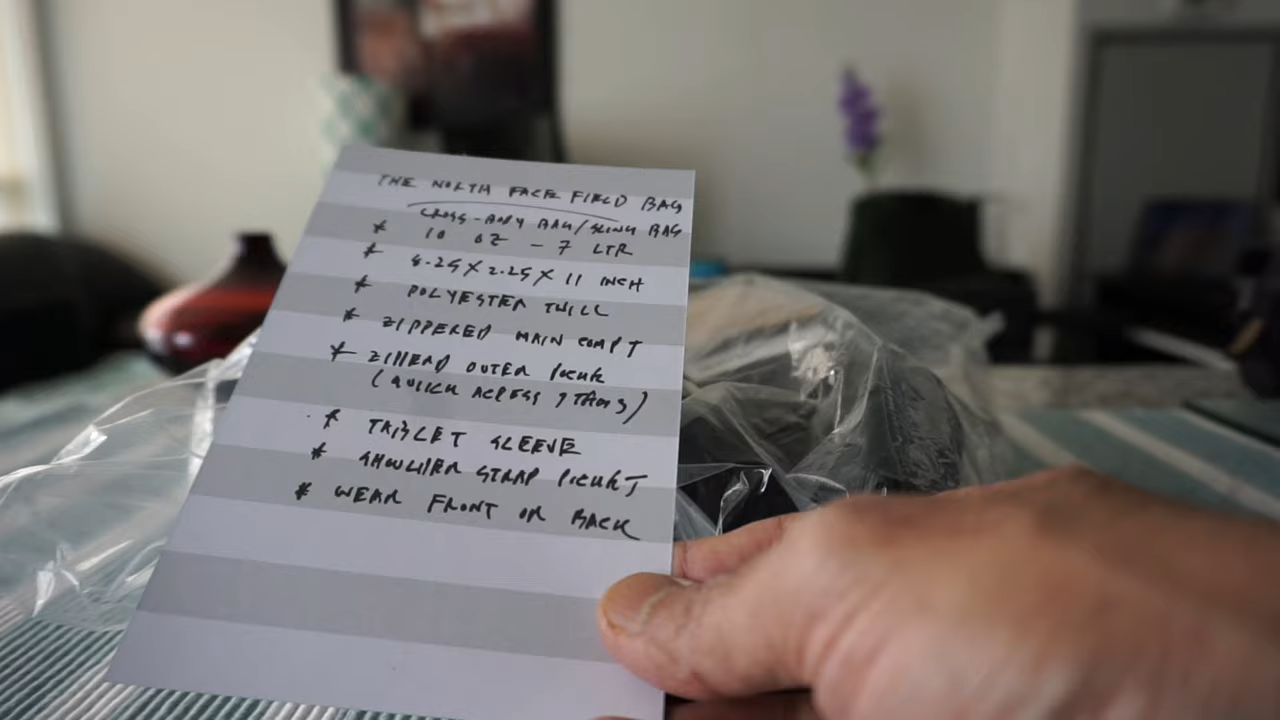 THE NORTH FACE FIELD BAG
CROSS-BODY BAG/SLING BAG
* 10 OZ - 7 LTR
* 8.25 X 2.25 X 11 INCH
* POLYESTER TWILL
* ZIPPERED MAIN COMPT
* ZIPPERD OUTER POCKET
(QUICK ACCESS ITEMS)
* TABLET SLEEVE
* SHOULDER STRAP POCKET
* WEAR FRONT OR BACK